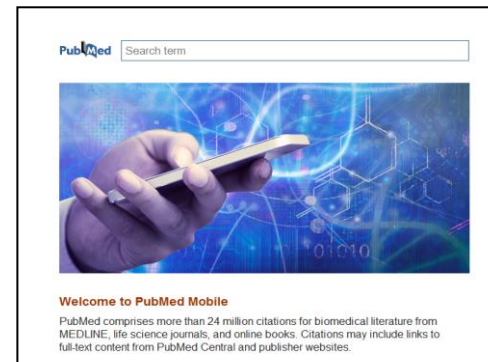 PubMed
Search term
01010
Welcome to PubMed Mobile
PubMed comprises more than 24 million citations for biomedical literature from
MEDLINE, life science journals, and online books. Citations may include links to
full-text content from PubMed Central and publisher websites.